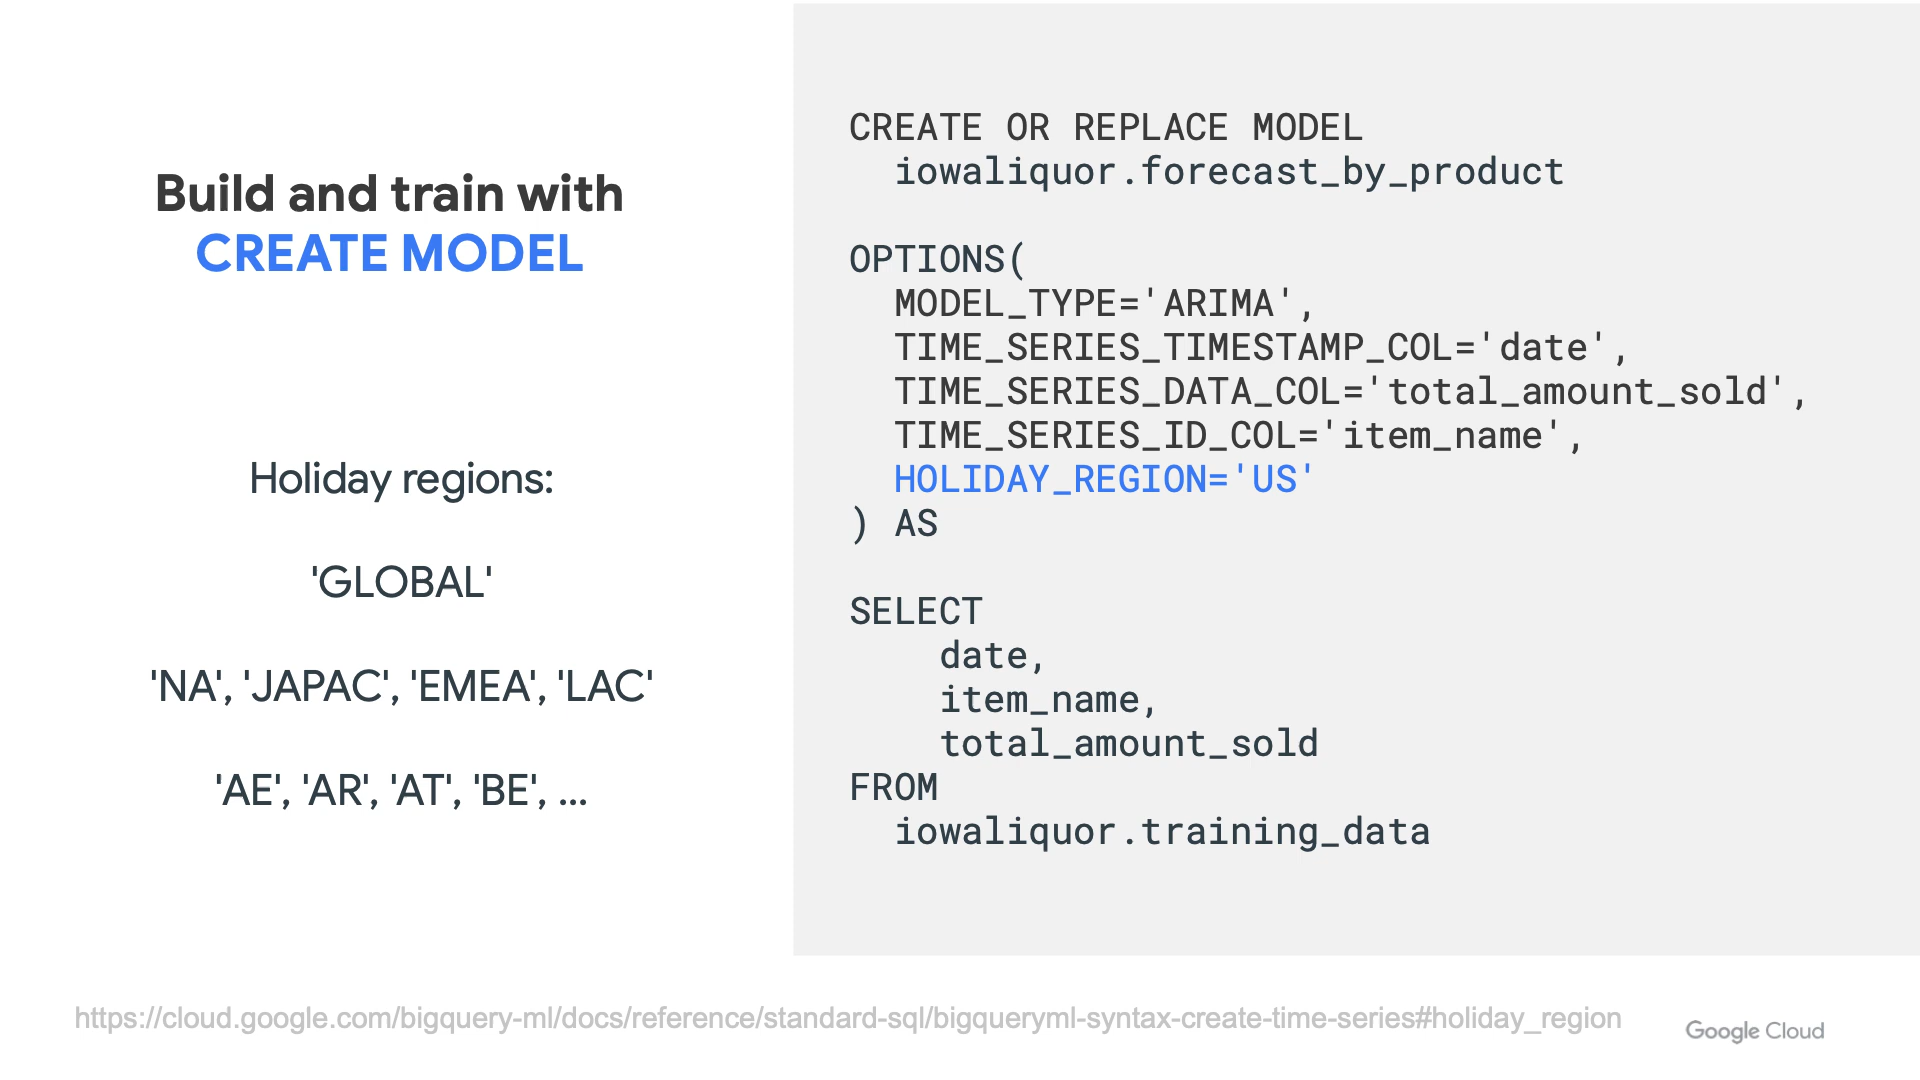 Build and train with
CREATE MODEL
Holiday regions:
'GLOBAL'
'NA', 'JAPAC', 'EMEA', 'LAC'
'AE', 'AR', 'AT', 'BE', ...
CREATE OR REPLACE MODEL
iowaliquor.forecast_by_product
OPTIONS(
MODEL_TYPE='ARIMA',
TIME_SERIES_TIMESTAMP_COL='date',
TIME_SERIES_DATA_COL='total_amount_sold',
TIME_SERIES_ID_COL='item_name',
HOLIDAY_REGION='US'
) AS
SELECT
date,
item_name,
total_amount_sold
FROM
iowaliquor.training_data
https://cloud.google.com/bigquery-ml/docs/reference/standard-sql/bigqueryml-syntax-create-time-series#holiday_region
Google Cloud